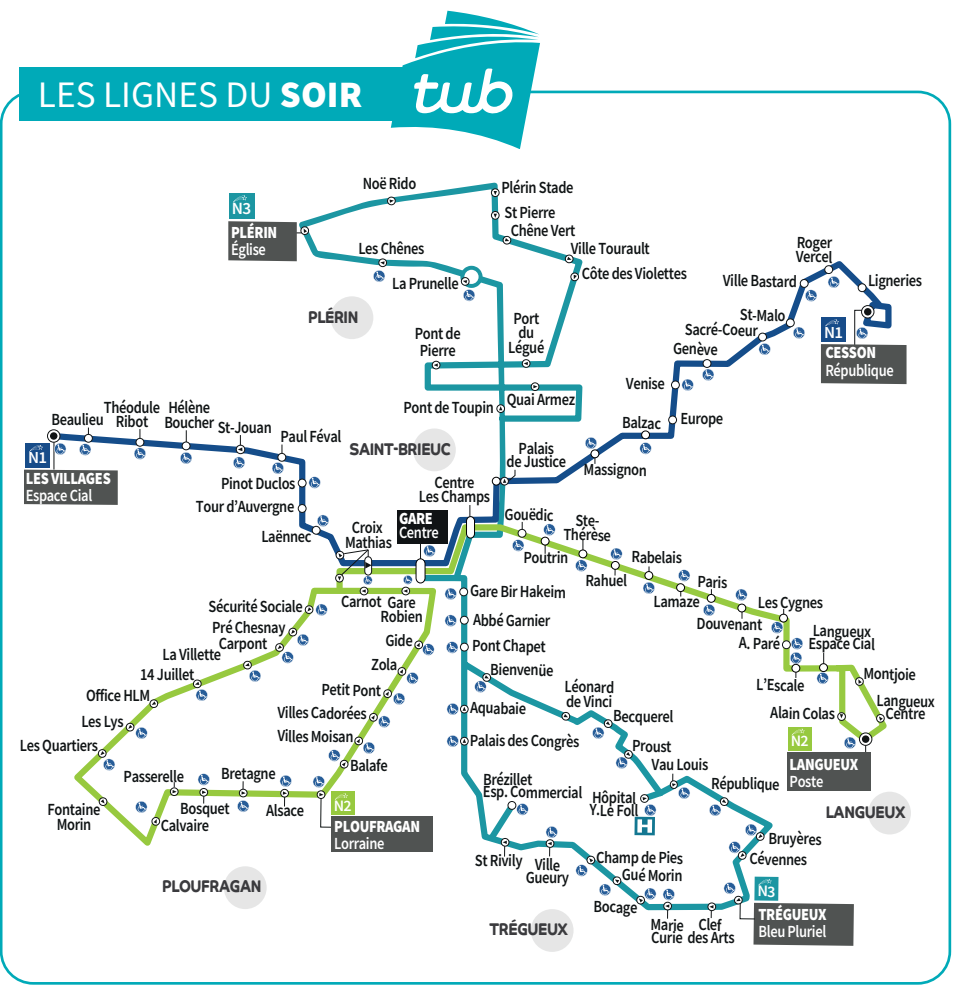 LES LIGNES DU SOIR
tub
Noë Rido
Plérin Stade
N3
PLÉRIN
Église
St Pierre
Chêne Vert
Les Chênes
Ville Tourault
La Prunelle
Côte des Violettes
Roger
Vercel
Ville Bastard
Ligneries
PLÉRIN
St-Malo
Sacré-Coeur
N1
CESSON
République
Pont de
Pierre
Port
du
Légué
Genève
Venise
Quai Armez
Pont de Toupin
Europe
Balzac
Beaulieu
Théodule
Ribot
Hélène
Boucher
St-Jouan
Paul Féval
SAINT-BRIEUC
Palais
de Justice
Massignon
N1
LES VILLAGES
Espace Cial
Pinot Duclos
Tour d'Auvergne
Laënnec
Centre
Les Champs
Croix
Mathias
GARE
Centre
Gouëdic
Poutrin
Ste-
Thérèse
Rahuel
Rabelais
Lamaze
Paris
Douvenant
Les Cygnes
A. Paré
Langueux
Espace Cial
L'Escale
Montjoie
Langueux
Centre
Alain Colas
N2
LANGUEUX
Poste
LANGUEUX
Carnot
Gare
Robien
Gare Bir Hakeim
Abbé Garnier
Pont Chapet
Sécurité Sociale
Pré Chesnay
Carpont
La Villette
14 Juillet
Office HLM
Les Lys
Les Quartiers
Fontaine
Morin
Calvaire
Passerelle
Bosquet
Bretagne
Alsace
Gide
Zola
Petit Pont
Villes Cadorées
Villes Moisan
Balafe
N2
PLOUFRAGAN
Lorraine
PLOUFRAGAN
Bienvenüe
Aquabaie
Palais des Congrès
Léonard
de Vinci
Becquerel
Proust
Vau Louis
République
Brézillet
Esp. Commercial
Hôpital
Y.Le Foll
H
Bruyères
Cévennes
St Rivily
Ville
Gueury
Champ de Pies
Gué Morin
Bocage
Marie
Curie
Clef
des Arts
N3
TRÉGUEUX
Bleu Pluriel
TRÉGUEUX